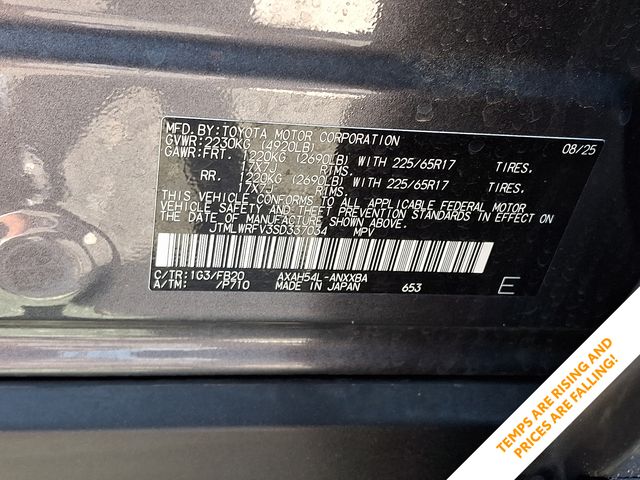 MFD. BY: TOYOTA MOTOR CORPORATION 08/25
GVWR: 2230KG (4920LB)
GAWR: FRT. 1220KG (2690LB) WITH 225/65R17 TIRES.
17X7J RIMS.
RR. 1220KG (2690LB) WITH 225/65R17 TIRES.
17X7J RIMS.
THIS VEHICLE CONFORMS TO ALL APPLICABLE FEDERAL MOTOR
VEHICLE SAFETY AND THEFT PREVENTION STANDARDS IN EFFECT ON
THE DATE OF MANUFACTURE SHOWN ABOVE.
JTMLWRFV3SD337034 MPV
C/TR: 1G3/FB20 AXAH54L-ANXXBA
A/TM: /P710 MADE IN JAPAN 653 E
TEMPS ARE RISING AND
PRICES ARE FALLING!